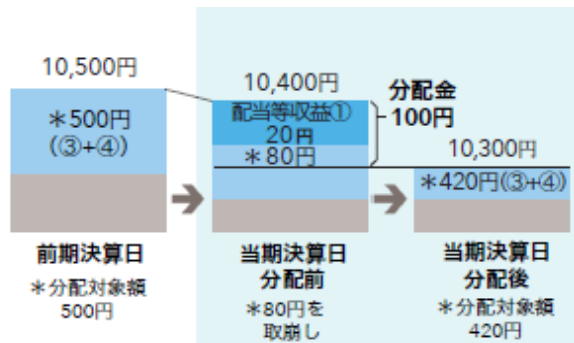 10,500円
＊500円
(③+④)
前期決算日
＊分配対象額
500円
10,400円
配当等収益①
20円
＊80円
分配金
100円
当期決算日
分配前
＊80円を
取崩し
10,300円
＊420円(③+④)
当期決算日
分配後
＊分配対象額
420円